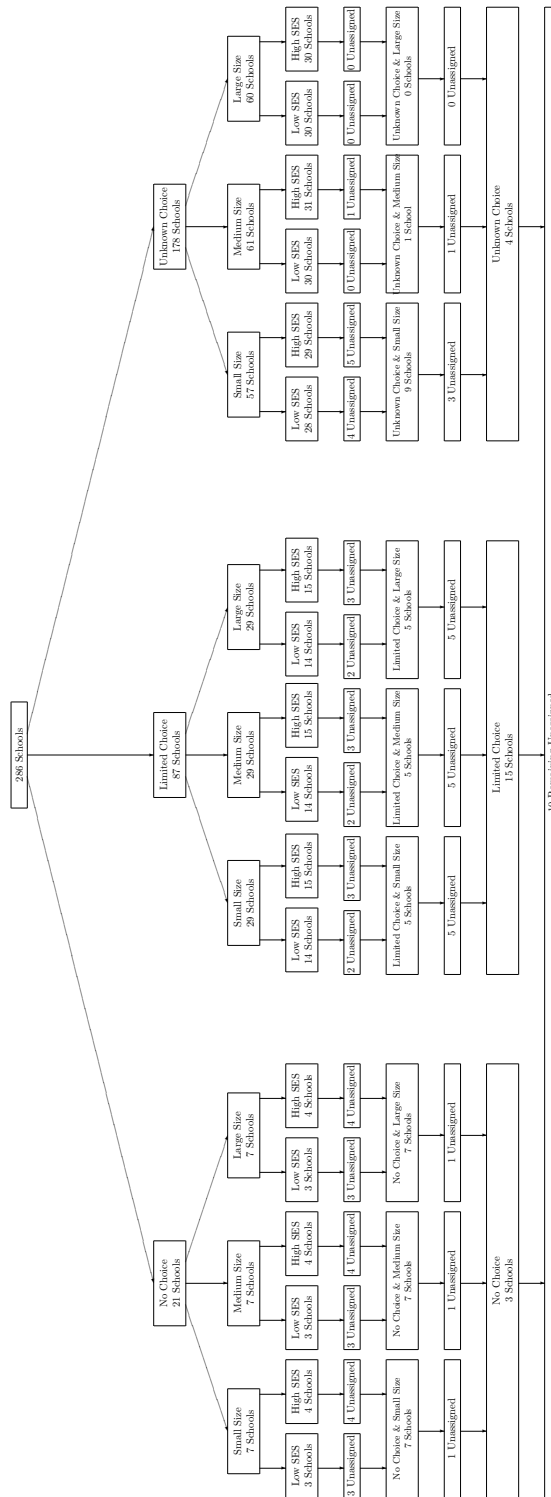 286 Schools
No Choice
21 Schools
Limited Choice
87 Schools
Unknown Choice
178 Schools
Small Size
7 Schools
Medium Size
7 Schools
Large Size
7 Schools
Small Size
29 Schools
Medium Size
29 Schools
Large Size
29 Schools
Small Size
57 Schools
Medium Size
61 Schools
Large Size
60 Schools
Low SES
3 Schools
High SES
4 Schools
Low SES
3 Schools
High SES
4 Schools
Low SES
3 Schools
High SES
4 Schools
Low SES
14 Schools
High SES
15 Schools
Low SES
14 Schools
High SES
15 Schools
Low SES
14 Schools
High SES
15 Schools
Low SES
28 Schools
High SES
29 Schools
Low SES
30 Schools
High SES
31 Schools
Low SES
30 Schools
High SES
30 Schools
3 Unassigned
4 Unassigned
3 Unassigned
4 Unassigned
3 Unassigned
4 Unassigned
2 Unassigned
3 Unassigned
2 Unassigned
3 Unassigned
2 Unassigned
3 Unassigned
4 Unassigned
5 Unassigned
0 Unassigned
1 Unassigned
0 Unassigned
0 Unassigned
No Choice & Small Size
7 Schools
No Choice & Medium Size
7 Schools
No Choice & Large Size
7 Schools
Limited Choice & Small Size
5 Schools
Limited Choice & Medium Size
5 Schools
Limited Choice & Large Size
5 Schools
Unknown Choice & Small Size
9 Schools
Unknown Choice & Medium Size
1 School
Unknown Choice & Large Size
0 Schools
1 Unassigned
1 Unassigned
1 Unassigned
5 Unassigned
5 Unassigned
5 Unassigned
3 Unassigned
1 Unassigned
0 Unassigned
No Choice
3 Schools
Limited Choice
15 Schools
Unknown Choice
4 Schools